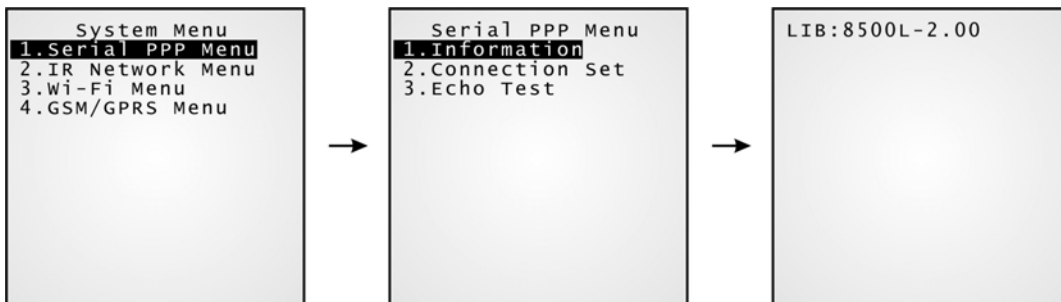 System Menu
1.Serial PPP Menu
2.IR Network Menu
3.Wi-Fi Menu
4.GSM/GPRS Menu
Serial PPP Menu
1.Information
2.Connection Set
3.Echo Test
LIB:8500L-2.00